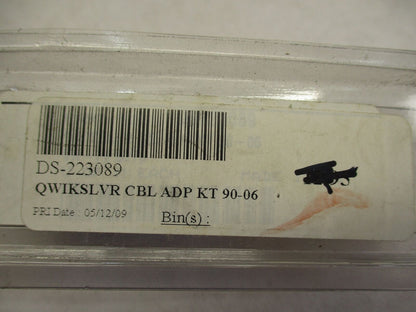 DS-223089
QWIKSLVR CBL ADP KT 90-06
PRI Date: 05/12/09 Bin(s) :